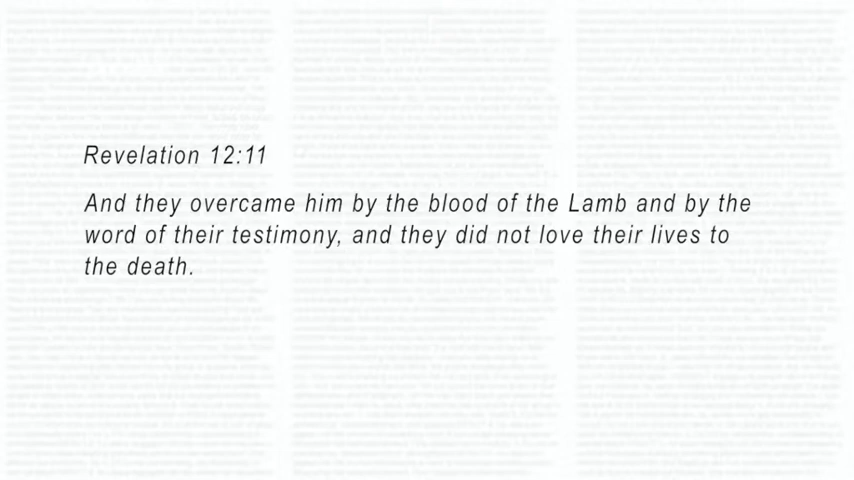 Revelation 12:11
And they overcame him by the blood of the Lamb and by the
word of their testimony, and they did not love their lives to
the death.